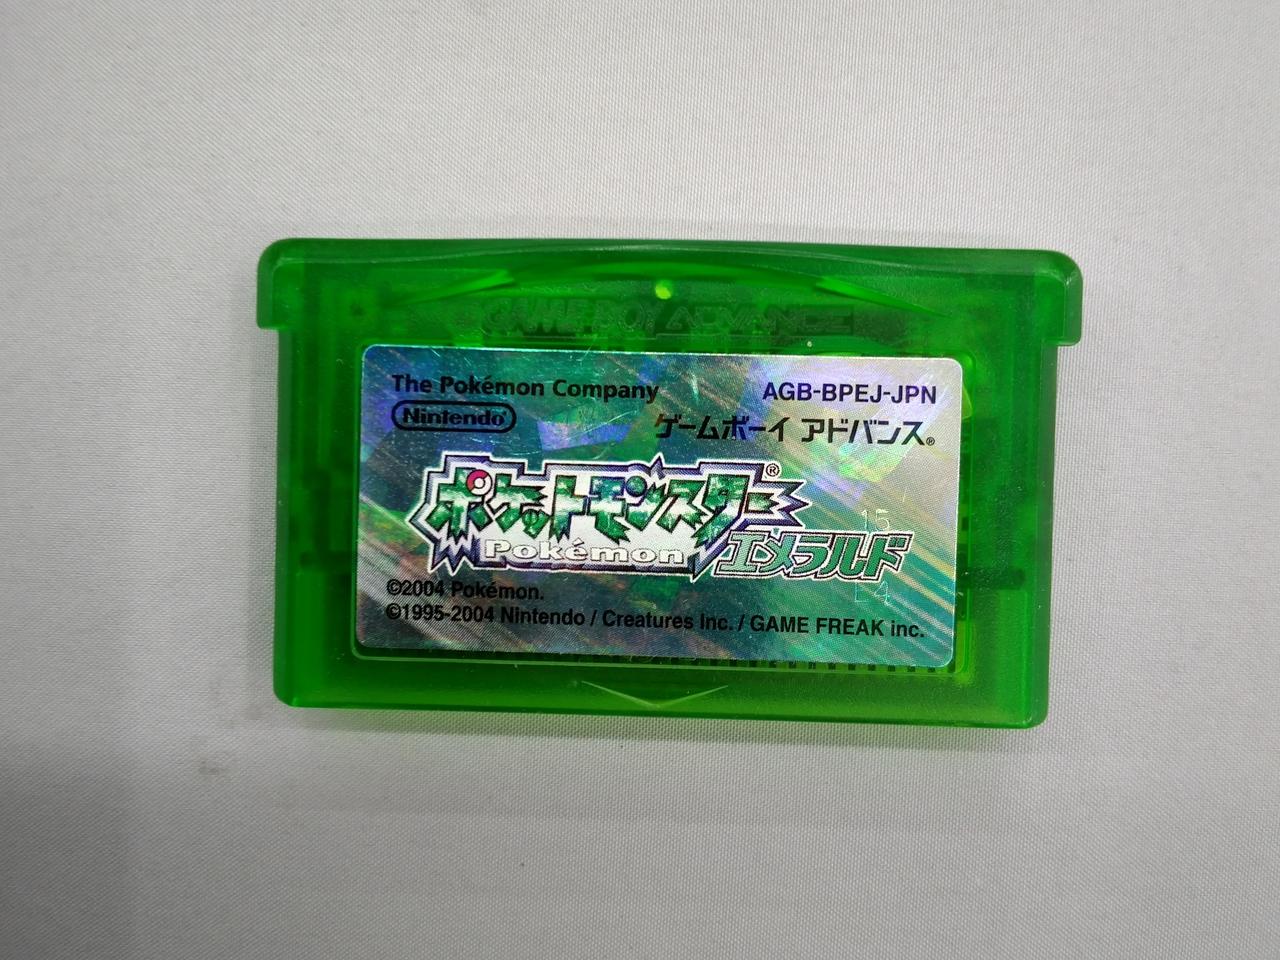 GAME BOY ADVANCE
The Pokémon Company
AGB-BPEJ-JPN
Nintendo®
ゲームボーイ アドバンス®
ポケットモンスター®
Pokémon
エメラルド
15
L4
©2004 Pokémon.
©1995-2004 Nintendo / Creatures Inc. / GAME FREAK inc.